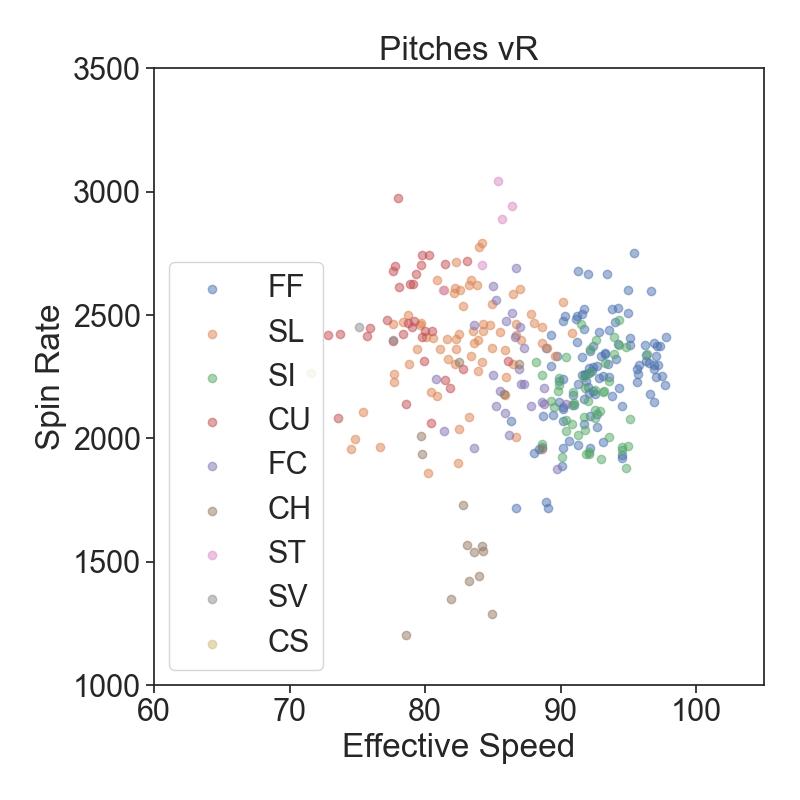 Pitches vR
3500
3000
2500
2000
1500
1000
Spin Rate
FF
SL
SI
CU
FC
CH
ST
SV
CS
60 70 80 90 100
Effective Speed